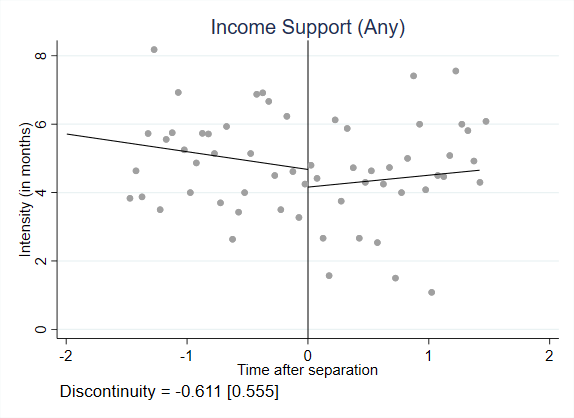 Income Support (Any)
Intensity (in months)
8
6
4
2
0
-2 -1 0 1 2
Time after separation
Discontinuity = -0.611 [0.555]